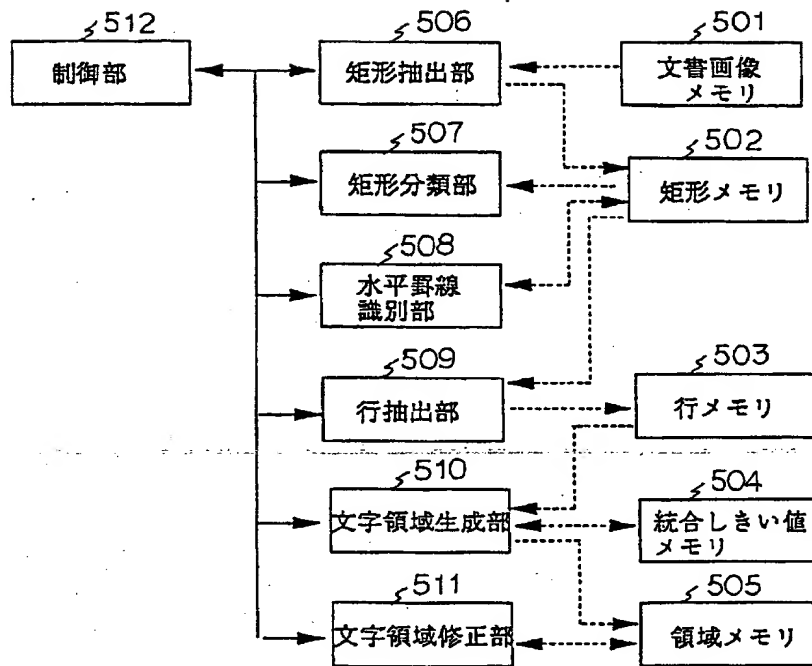 512
制御部
506
矩形抽出部
501
文書画像
メモリ
507
矩形分類部
502
矩形メモリ
508
水平罫線
識別部
509
行抽出部
503
行メモリ
510
文字領域生成部
504
統合しきい値
メモリ
511
文字領域修正部
505
領域メモリ